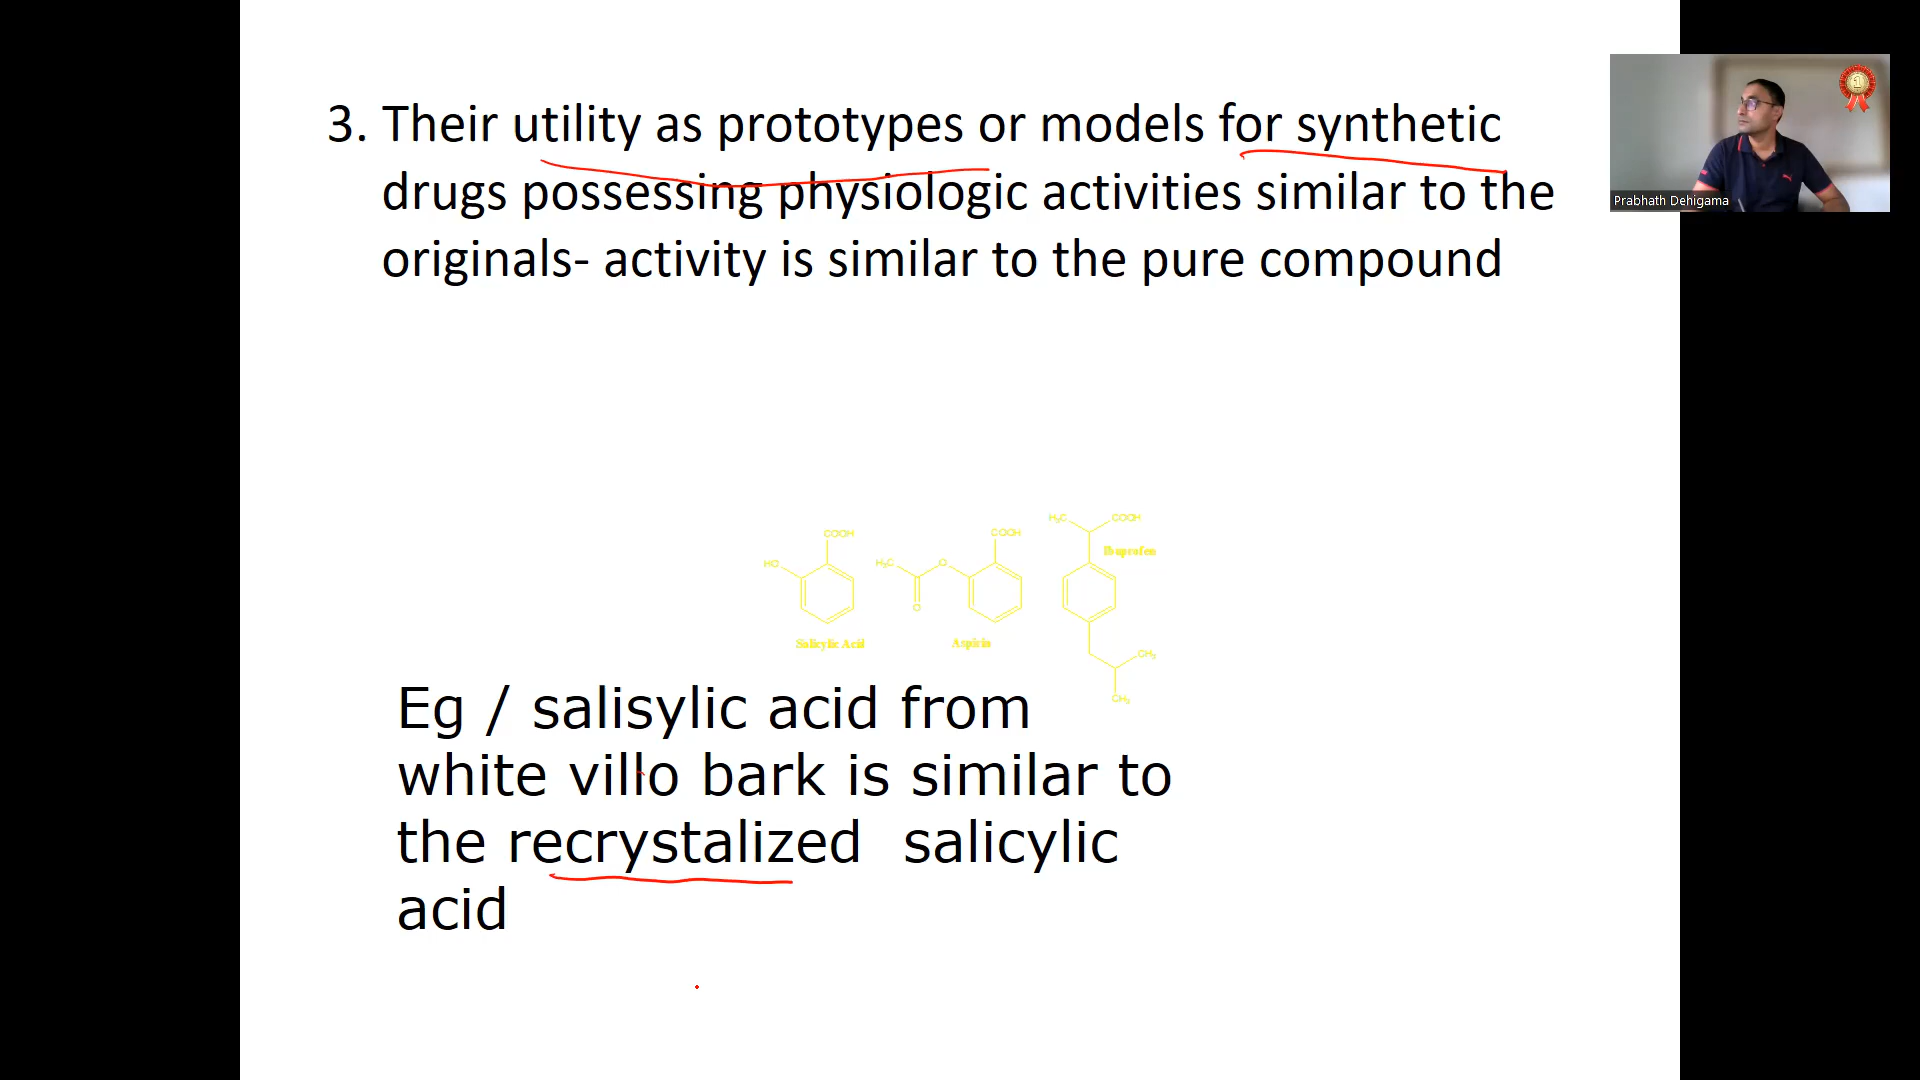 3. Their utility as prototypes or models for synthetic
drugs possessing physiologic activities similar to the
originals- activity is similar to the pure compound
Prabhath Dehigama
1
H₃C
COOH
Ibuprofen
COOH
HO
COOH
H₃C
O
O
Salicylic Acid
Aspirin
CH₃
CH₃
Eg / salisylic acid from
white villo bark is similar to
the recrystalized salicylic
acid